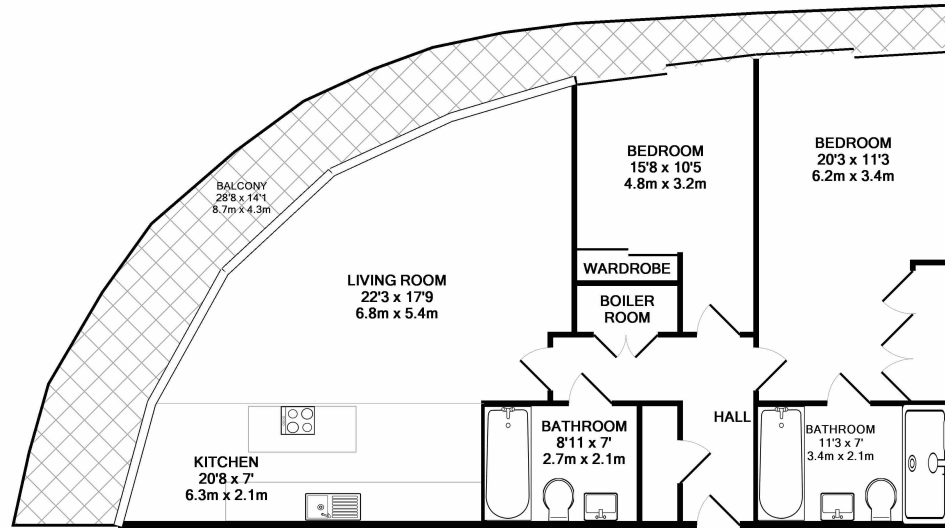 BALCONY
28'8 x 14'1
8.7m x 4.3m
LIVING ROOM
22'3 x 17'9
6.8m x 5.4m
BEDROOM
15'8 x 10'5
4.8m x 3.2m
BEDROOM
20'3 x 11'3
6.2m x 3.4m
WARDROBE
BOILER
ROOM
KITCHEN
20'8 x 7'
6.3m x 2.1m
BATHROOM
8'11 x 7'
2.7m x 2.1m
HALL
BATHROOM
11'3 x 7'
3.4m x 2.1m